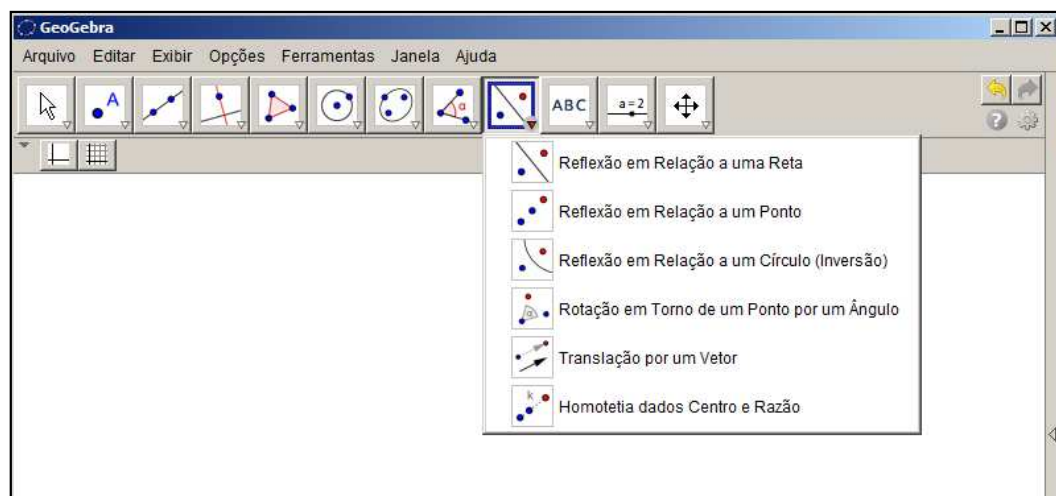 GeoGebra
Arquivo Editar Exibir Opções Ferramentas Janela Ajuda
A α ABC a=2
Reflexão em Relação a uma Reta
Reflexão em Relação a um Ponto
Reflexão em Relação a um Círculo (Inversão)
α Rotação em Torno de um Ponto por um Ângulo
Translação por um Vetor
k Homotetia dados Centro e Razão